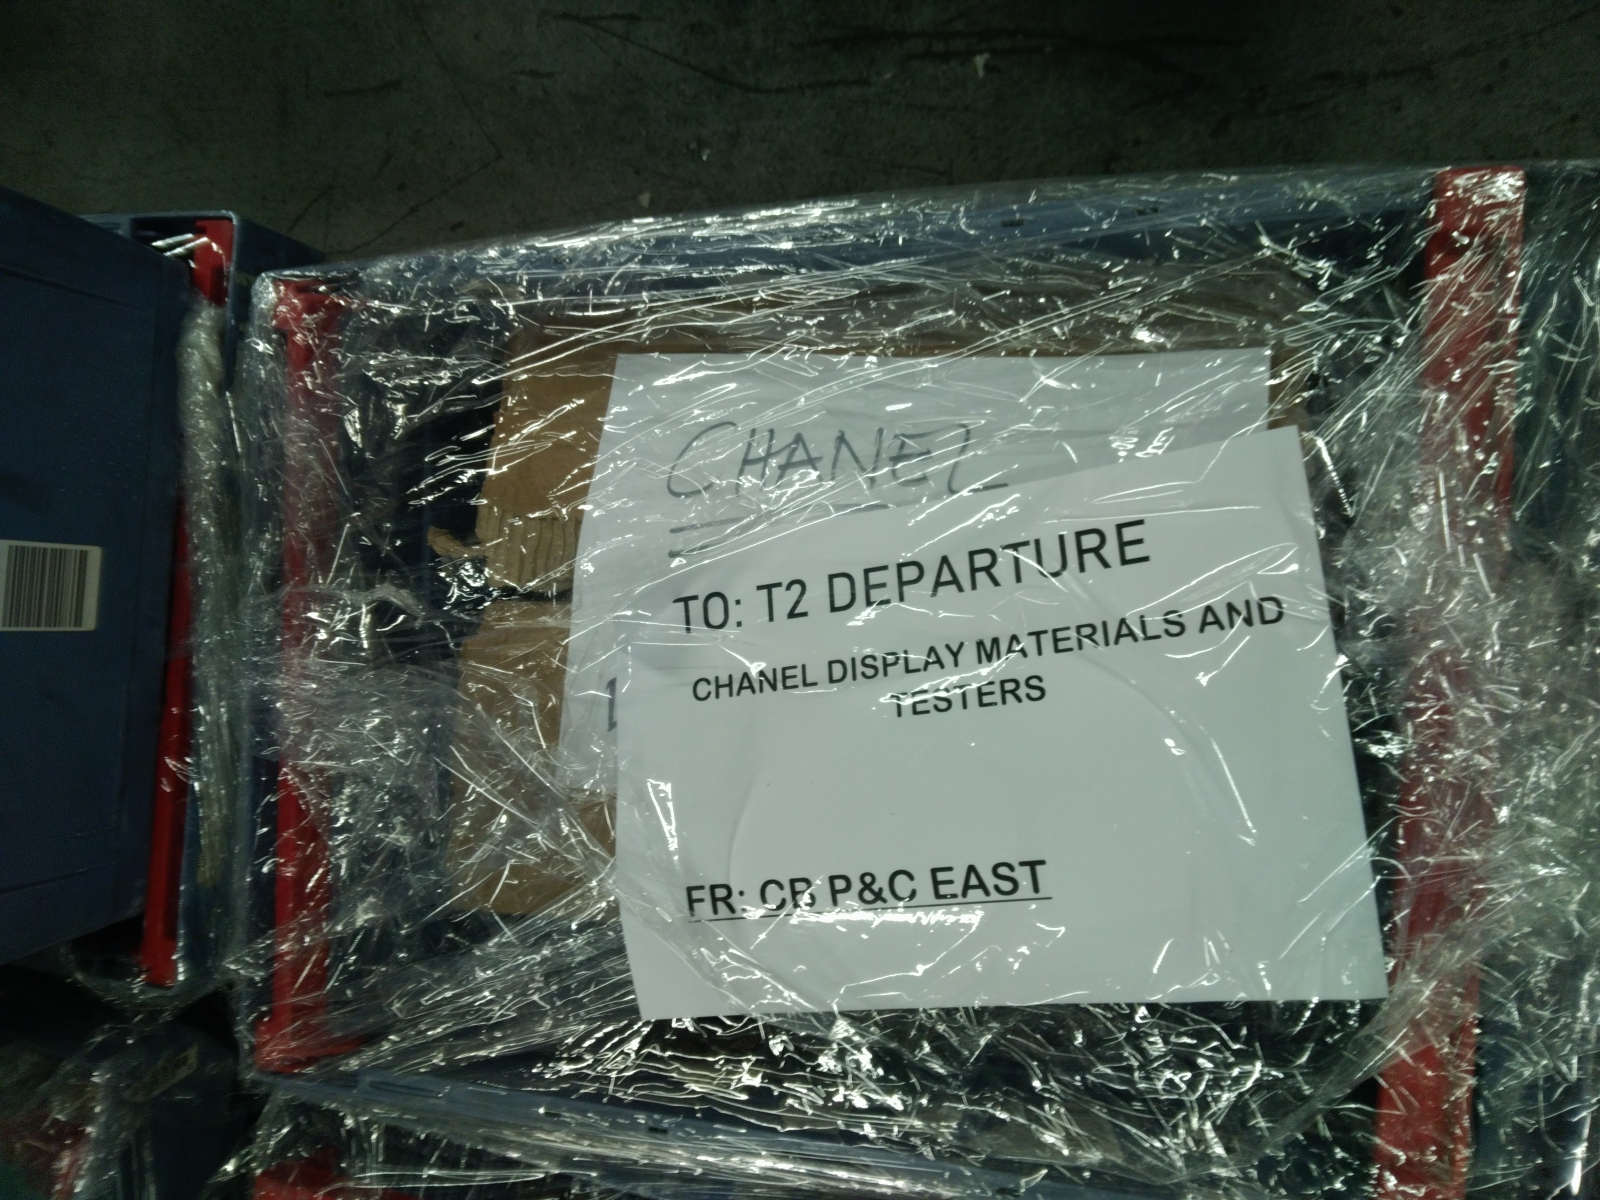 CHANEL
TO: T2 DEPARTURE
CHANEL DISPLAY MATERIALS AND
TESTERS
FR: CB P&C EAST